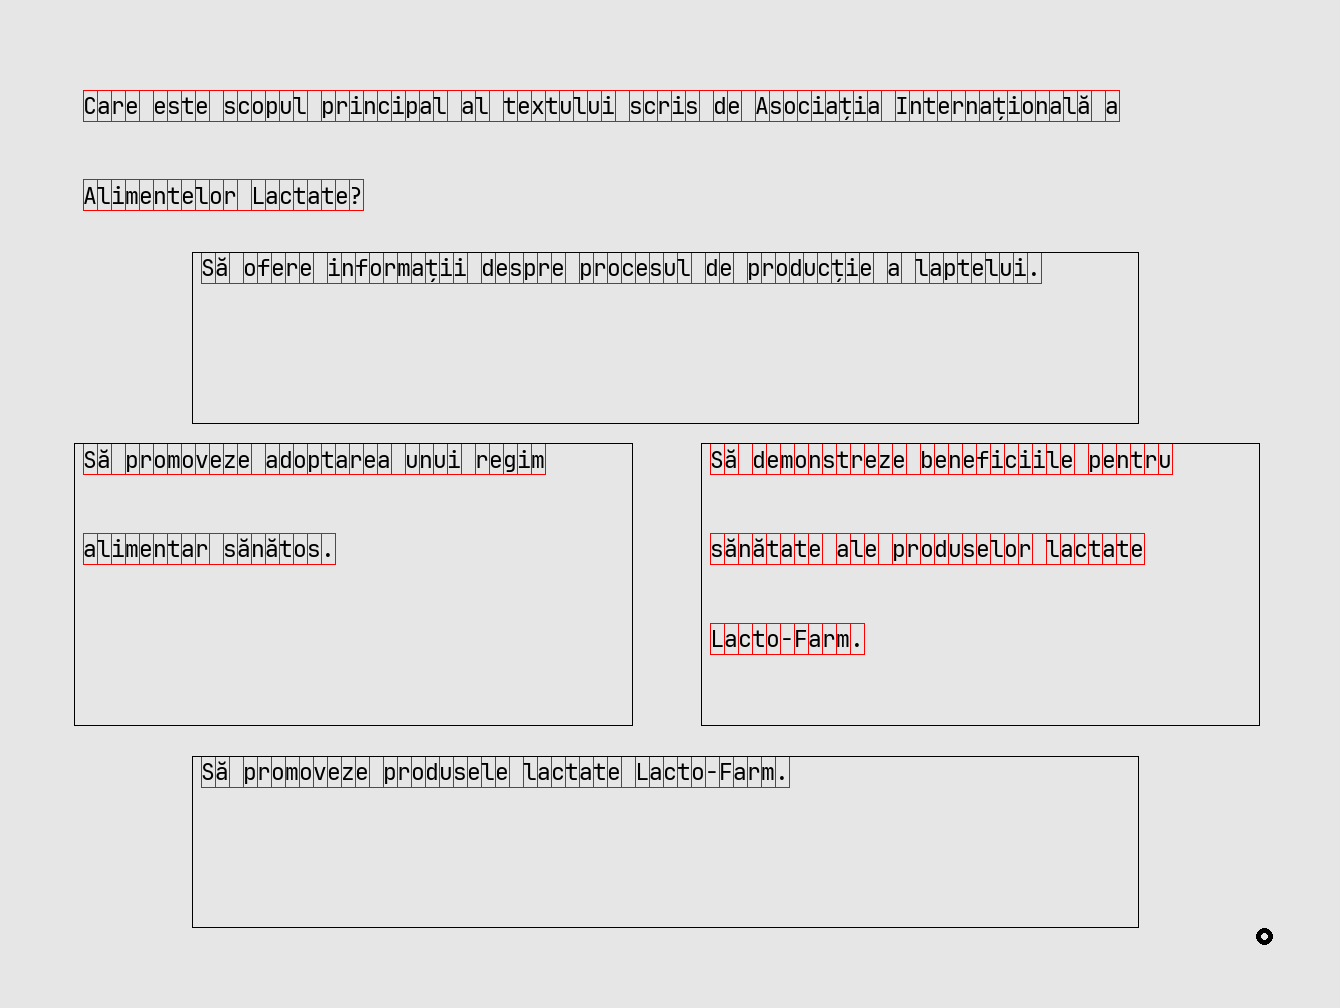 Care este scopul principal al textului scris de Asociația Internațională a
Alimentelor Lactate?
Să ofere informații despre procesul de producție a laptelui.
Să promoveze adoptarea unui regim
alimentar sănătos.
Să demonstreze beneficiile pentru
sănătate ale produselor lactate
Lacto-Farm.
Să promoveze produsele lactate Lacto-Farm.